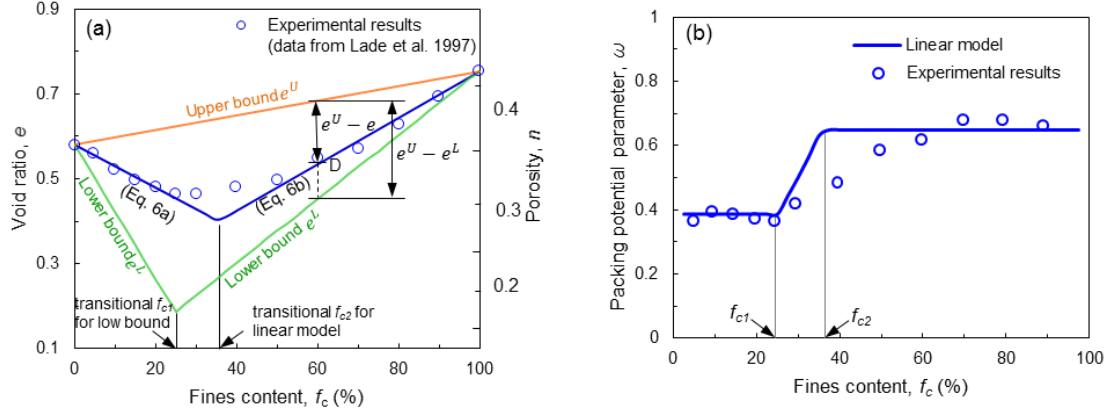 (a)
Experimental results
(data from Lade et al. 1997)
Void ratio, e
0.9
0.7
0.5
0.3
0.1
Upper bound e^U
e^U − e
e^U − e^L
D
(Eq. 6a)
(Eq. 6b)
Lower bound e^L
Lower bound e^L
transitional f_c1
for low bound
transitional f_c2 for
linear model
0.4
0.3
0.2
Porosity, n
0
20
40
60
80
100
Fines content, f_c (%)
(b)
Linear model
Experimental results
Packing potential parameter, ω
1
0.8
0.6
0.4
0.2
0
f_c1
f_c2
0
20
40
60
80
100
Fines content, f_c (%)